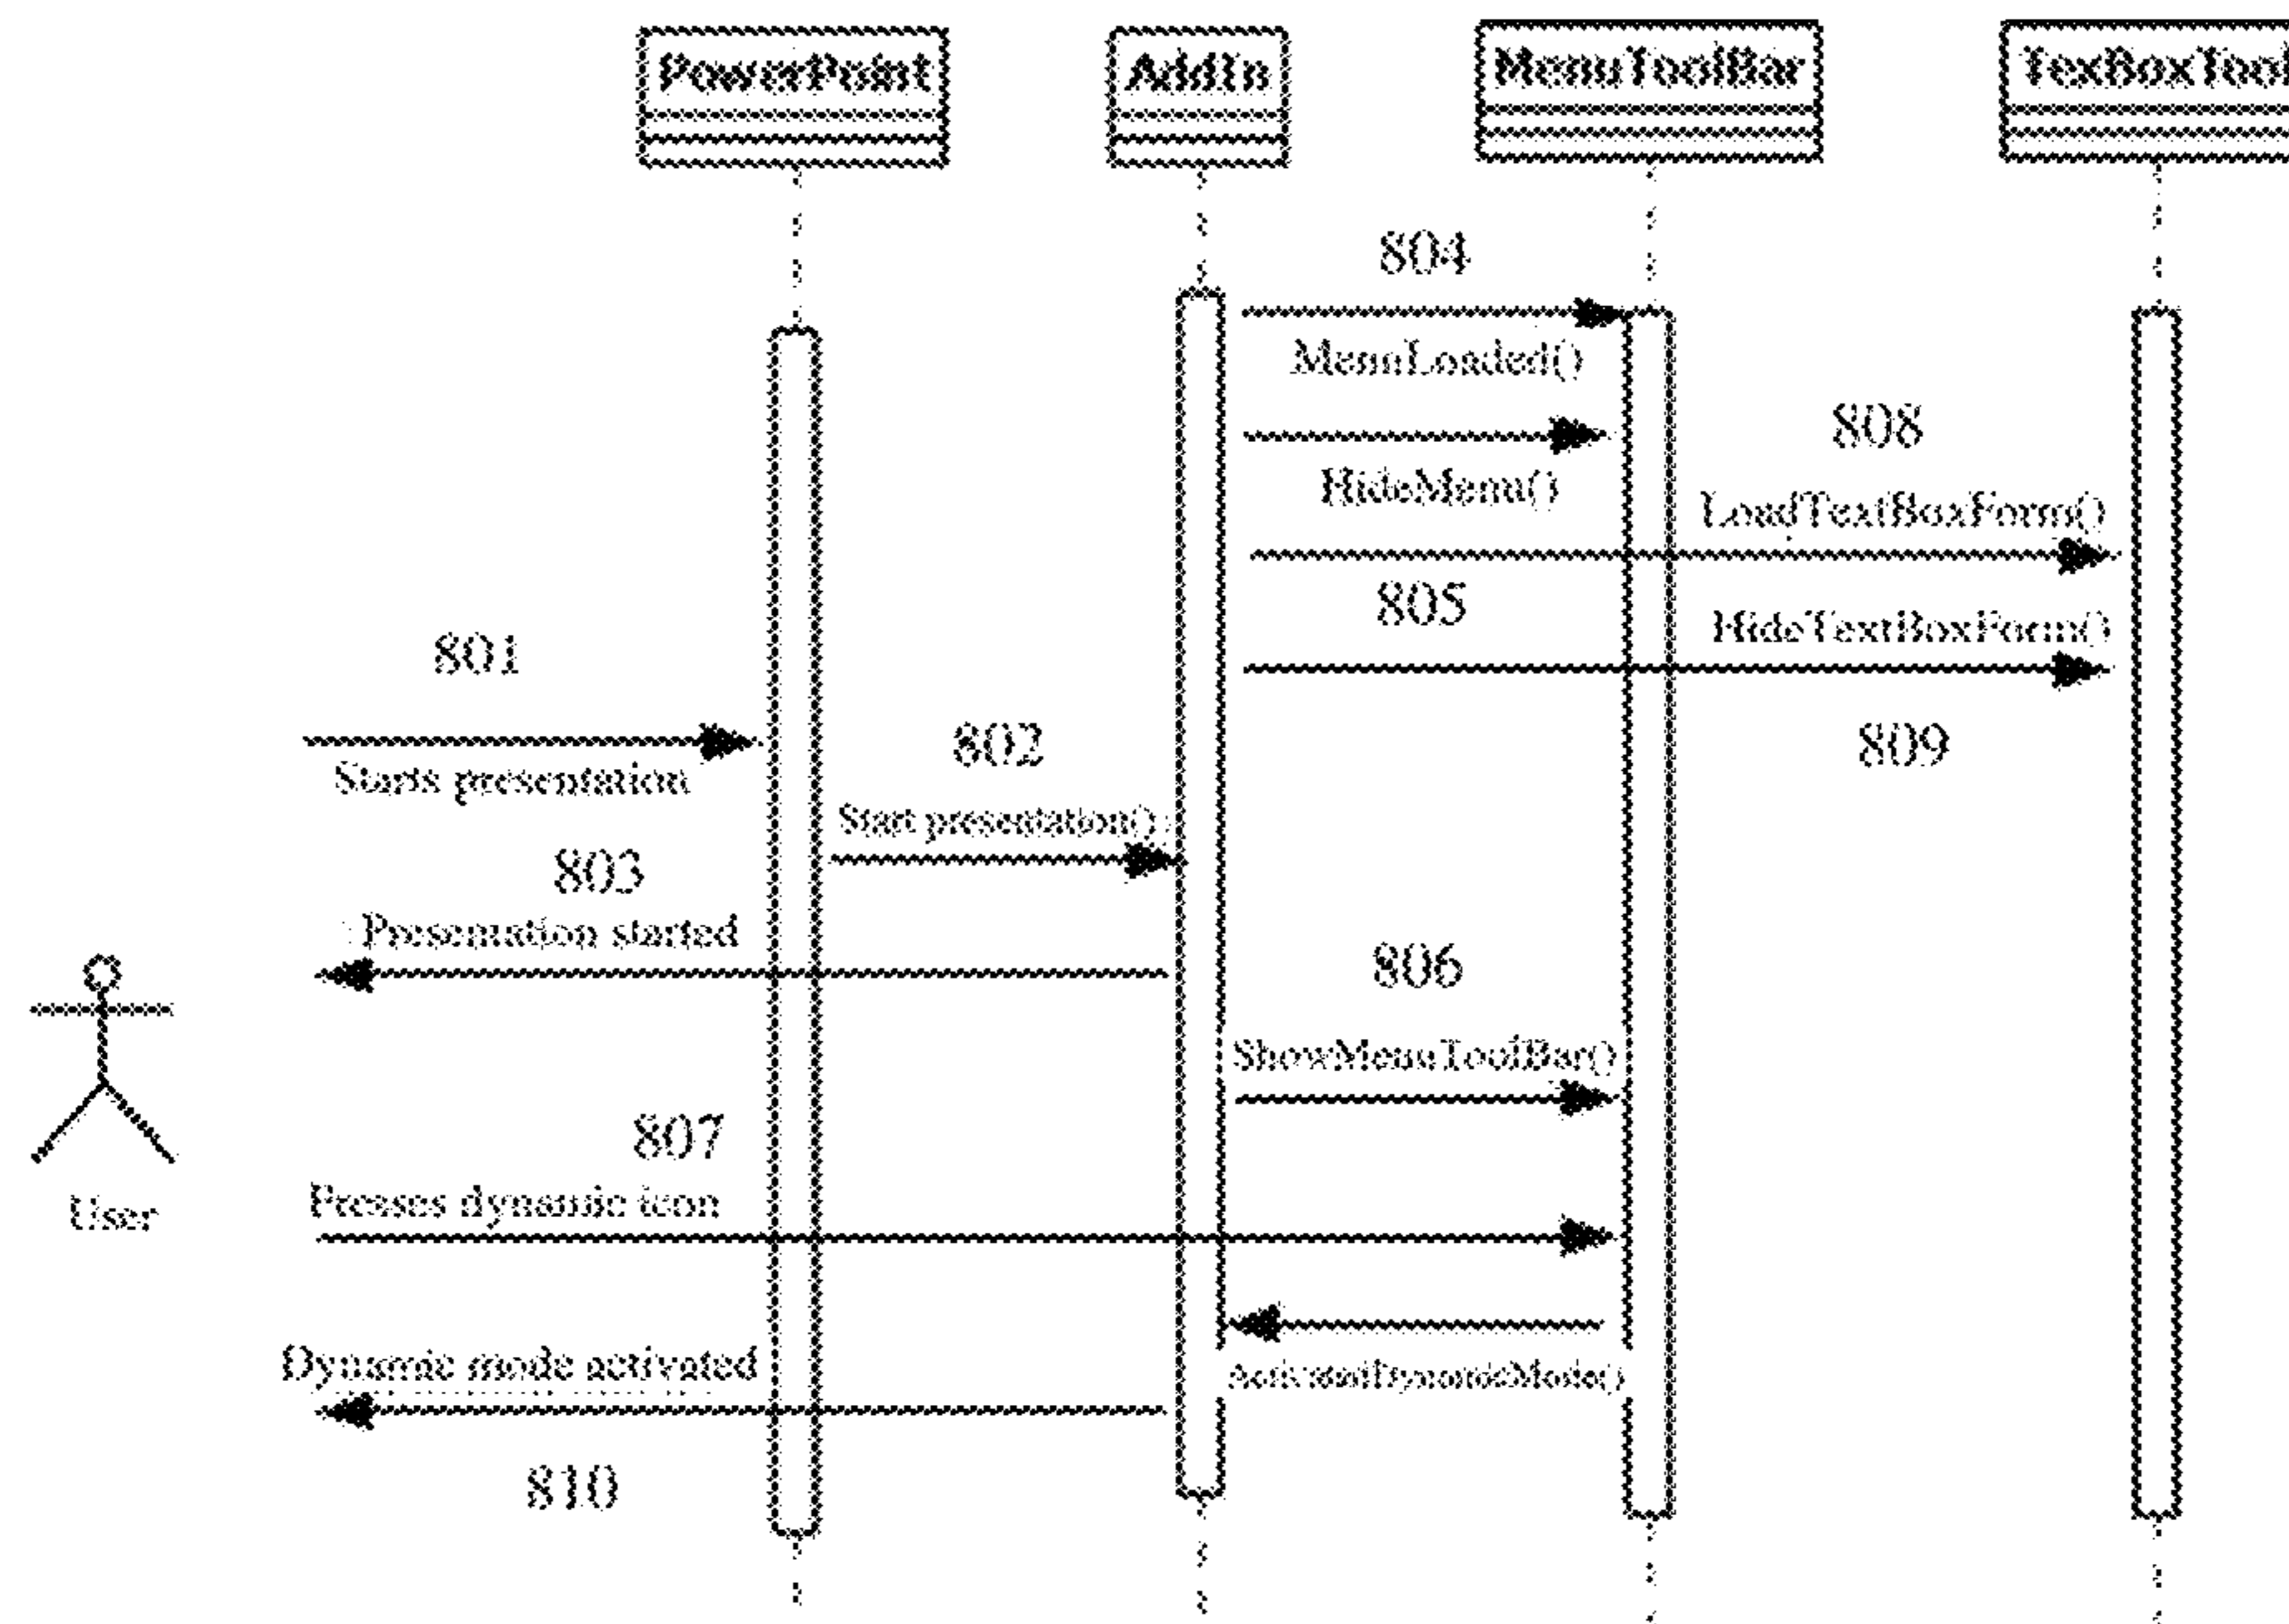 PowerPoint
AddIn
MenuToolBar
TexBoxTool
804
MenuLoaded()
808
HideMenu()
LoadTextBoxForm()
805
HideTextBoxForm()
801
802
809
Starts presentation
Start presentation()
803
Presentation started
806
ShowMenuToolBar()
807
Presses dynamic icon
User
Dynamic mode activated
ActivateDynamicMode()
810